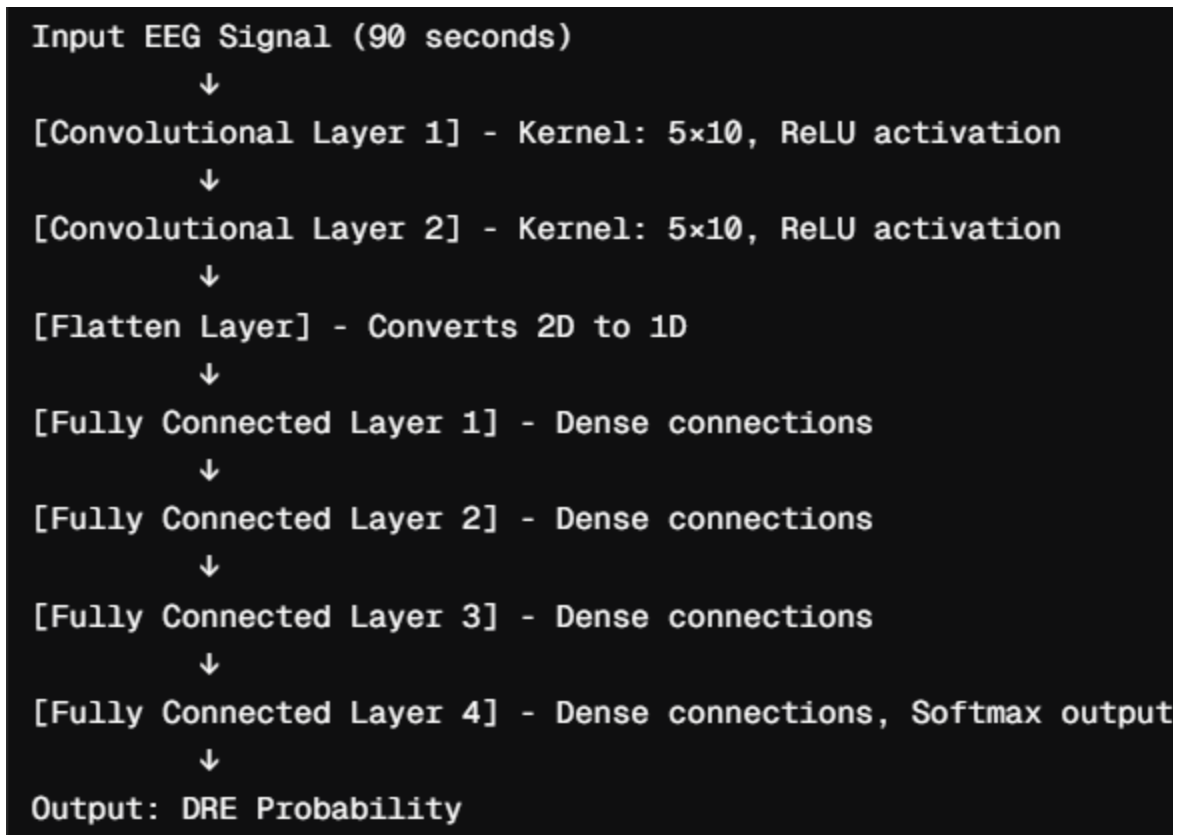 Input EEG Signal (90 seconds)
↓
[Convolutional Layer 1] - Kernel: 5×10, ReLU activation
↓
[Convolutional Layer 2] - Kernel: 5×10, ReLU activation
↓
[Flatten Layer] - Converts 2D to 1D
↓
[Fully Connected Layer 1] - Dense connections
↓
[Fully Connected Layer 2] - Dense connections
↓
[Fully Connected Layer 3] - Dense connections
↓
[Fully Connected Layer 4] - Dense connections, Softmax output
↓
Output: DRE Probability